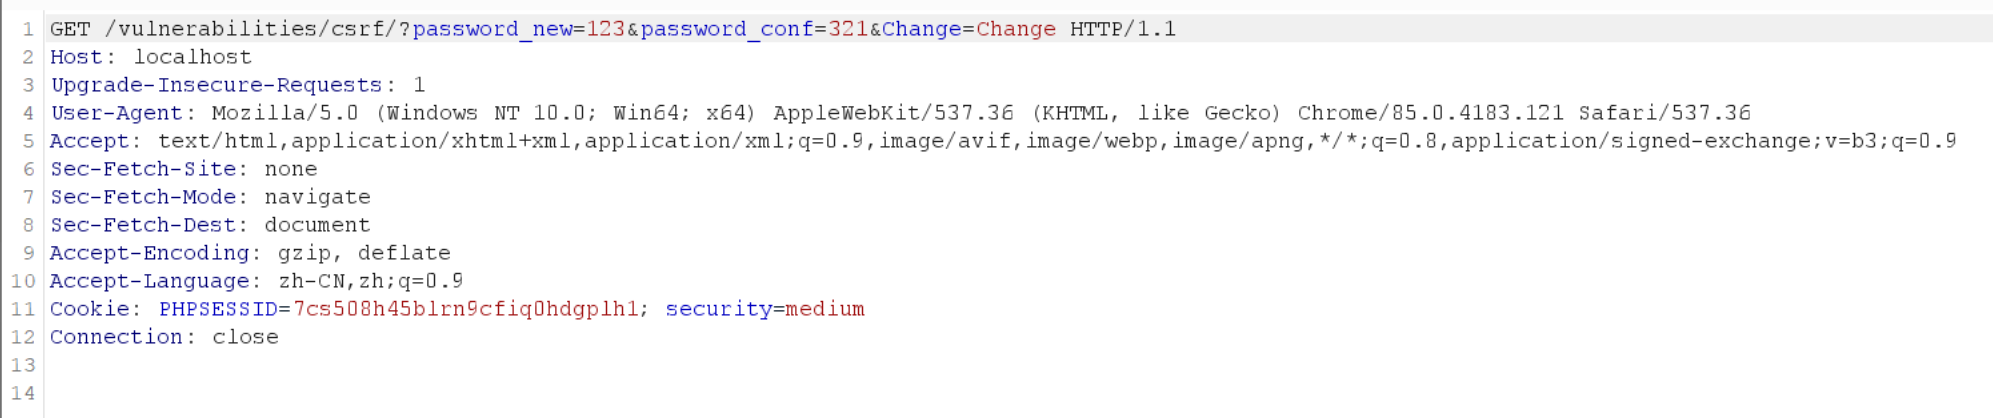 1 GET /vulnerabilities/csrf/?password_new=123&password_conf=321&Change=Change HTTP/1.1
2 Host: localhost
3 Upgrade-Insecure-Requests: 1
4 User-Agent: Mozilla/5.0 (Windows NT 10.0; Win64; x64) AppleWebKit/537.36 (KHTML, like Gecko) Chrome/85.0.4183.121 Safari/537.36
5 Accept: text/html,application/xhtml+xml,application/xml;q=0.9,image/avif,image/webp,image/apng,*/*;q=0.8,application/signed-exchange;v=b3;q=0.9
6 Sec-Fetch-Site: none
7 Sec-Fetch-Mode: navigate
8 Sec-Fetch-Dest: document
9 Accept-Encoding: gzip, deflate
10 Accept-Language: zh-CN,zh;q=0.9
11 Cookie: PHPSESSID=7cs508h45blrn9cfiq0hdgplh1; security=medium
12 Connection: close
13
14